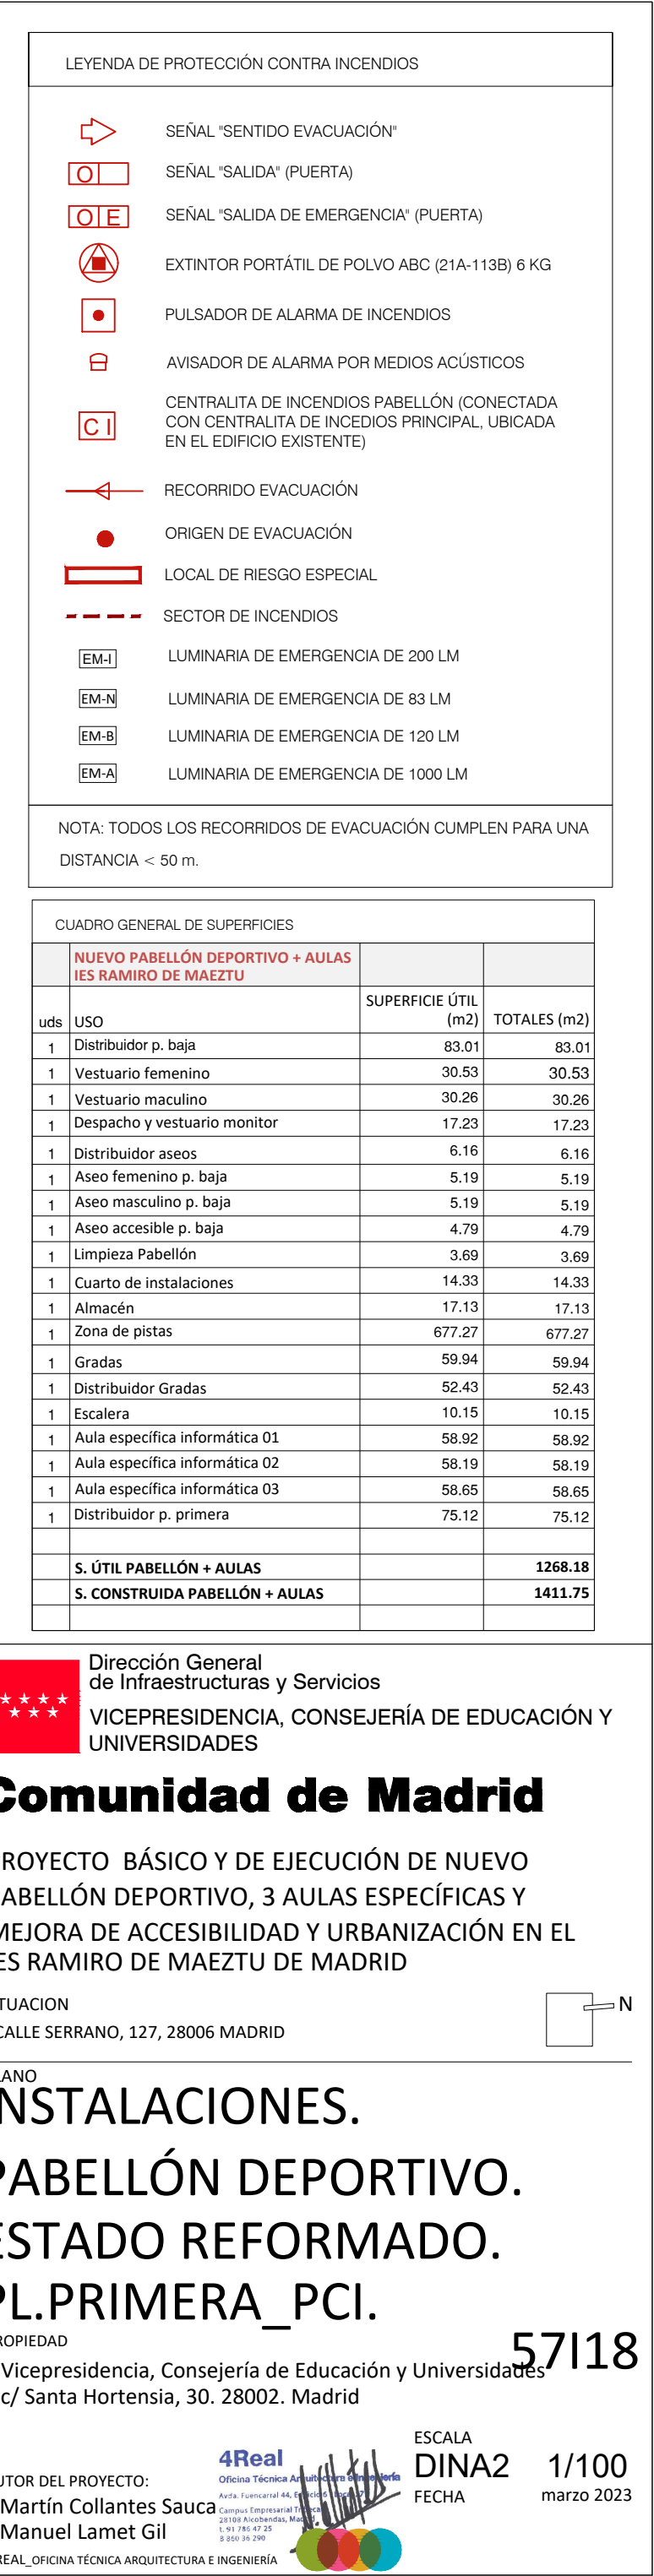 LEYENDA DE PROTECCIÓN CONTRA INCENDIOS
SEÑAL "SENTIDO EVACUACIÓN"
O SEÑAL "SALIDA" (PUERTA)
O E SEÑAL "SALIDA DE EMERGENCIA" (PUERTA)
EXTINTOR PORTÁTIL DE POLVO ABC (21A-113B) 6 KG
PULSADOR DE ALARMA DE INCENDIOS
AVISADOR DE ALARMA POR MEDIOS ACÚSTICOS
CENTRALITA DE INCENDIOS PABELLÓN (CONECTADA
C I CON CENTRALITA DE INCEDIOS PRINCIPAL, UBICADA
EN EL EDIFICIO EXISTENTE)
RECORRIDO EVACUACIÓN
ORIGEN DE EVACUACIÓN
LOCAL DE RIESGO ESPECIAL
SECTOR DE INCENDIOS
EM-I LUMINARIA DE EMERGENCIA DE 200 LM
EM-N LUMINARIA DE EMERGENCIA DE 83 LM
EM-B LUMINARIA DE EMERGENCIA DE 120 LM
EM-A LUMINARIA DE EMERGENCIA DE 1000 LM
NOTA: TODOS LOS RECORRIDOS DE EVACUACIÓN CUMPLEN PARA UNA
DISTANCIA < 50 m.
CUADRO GENERAL DE SUPERFICIES
NUEVO PABELLÓN DEPORTIVO + AULAS
IES RAMIRO DE MAEZTU
SUPERFICIE ÚTIL
uds USO (m2) TOTALES (m2)
1 Distribuidor p. baja 83.01 83.01
1 Vestuario femenino 30.53 30.53
1 Vestuario maculino 30.26 30.26
1 Despacho y vestuario monitor 17.23 17.23
1 Distribuidor aseos 6.16 6.16
1 Aseo femenino p. baja 5.19 5.19
1 Aseo masculino p. baja 5.19 5.19
1 Aseo accesible p. baja 4.79 4.79
1 Limpieza Pabellón 3.69 3.69
1 Cuarto de instalaciones 14.33 14.33
1 Almacén 17.13 17.13
1 Zona de pistas 677.27 677.27
1 Gradas 59.94 59.94
1 Distribuidor Gradas 52.43 52.43
1 Escalera 10.15 10.15
1 Aula específica informática 01 58.92 58.92
1 Aula específica informática 02 58.19 58.19
1 Aula específica informática 03 58.65 58.65
1 Distribuidor p. primera 75.12 75.12
S. ÚTIL PABELLÓN + AULAS 1268.18
S. CONSTRUIDA PABELLÓN + AULAS 1411.75
Dirección General
de Infraestructuras y Servicios
VICEPRESIDENCIA, CONSEJERÍA DE EDUCACIÓN Y
UNIVERSIDADES
Comunidad de Madrid
ROYECTO BÁSICO Y DE EJECUCIÓN DE NUEVO
ABELLÓN DEPORTIVO, 3 AULAS ESPECÍFICAS Y
MEJORA DE ACCESIBILIDAD Y URBANIZACIÓN EN EL
ES RAMIRO DE MAEZTU DE MADRID
TUACION
CALLE SERRANO, 127, 28006 MADRID
N
LANO
NSTALACIONES.
PABELLÓN DEPORTIVO.
ESTADO REFORMADO.
PL.PRIMERA_PCI.
ROPIEDAD
57I18
Vicepresidencia, Consejería de Educación y Universidades
c/ Santa Hortensia, 30. 28002. Madrid
ESCALA
DINA2 1/100
FECHA marzo 2023
UTOR DEL PROYECTO:
Martín Collantes Sauca
Manuel Lamet Gil
REAL_OFICINA TÉCNICA ARQUITECTURA E INGENIERÍA
4Real
Oficina Técnica Arquitectura e Ingeniería
Avda. Fuencarral 44,
Campus Empresarial
28108 Alcobendas,
t. 91 786 47 25
B 860 36 290